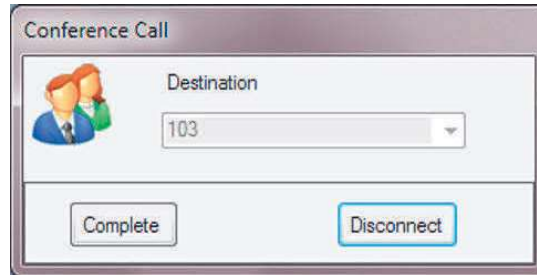 Conference Call
Destination
103
Complete
Disconnect